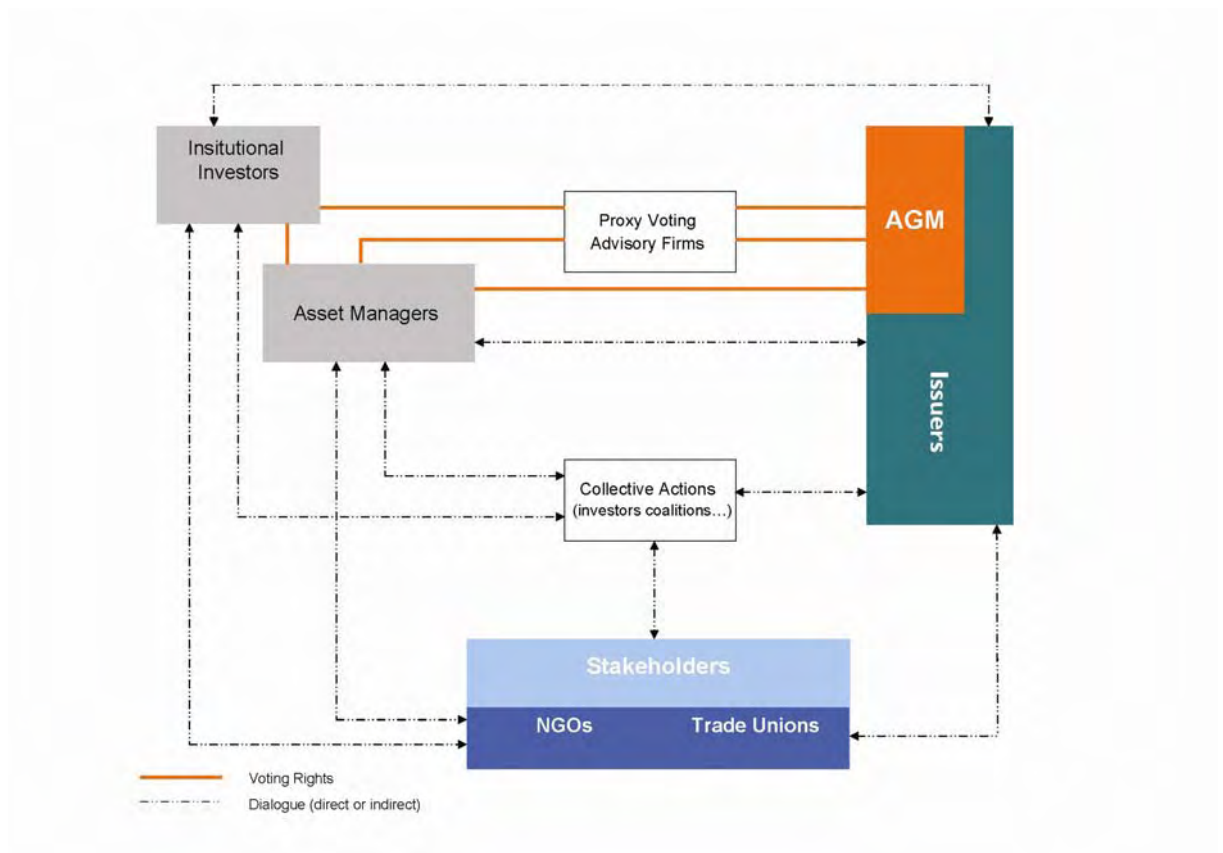 Insitutional
Investors
Proxy Voting
Advisory Firms
AGM
Asset Managers
Issuers
Collective Actions
(investors coalitions...)
Stakeholders
NGOs
Trade Unions
Voting Rights
Dialogue (direct or indirect)